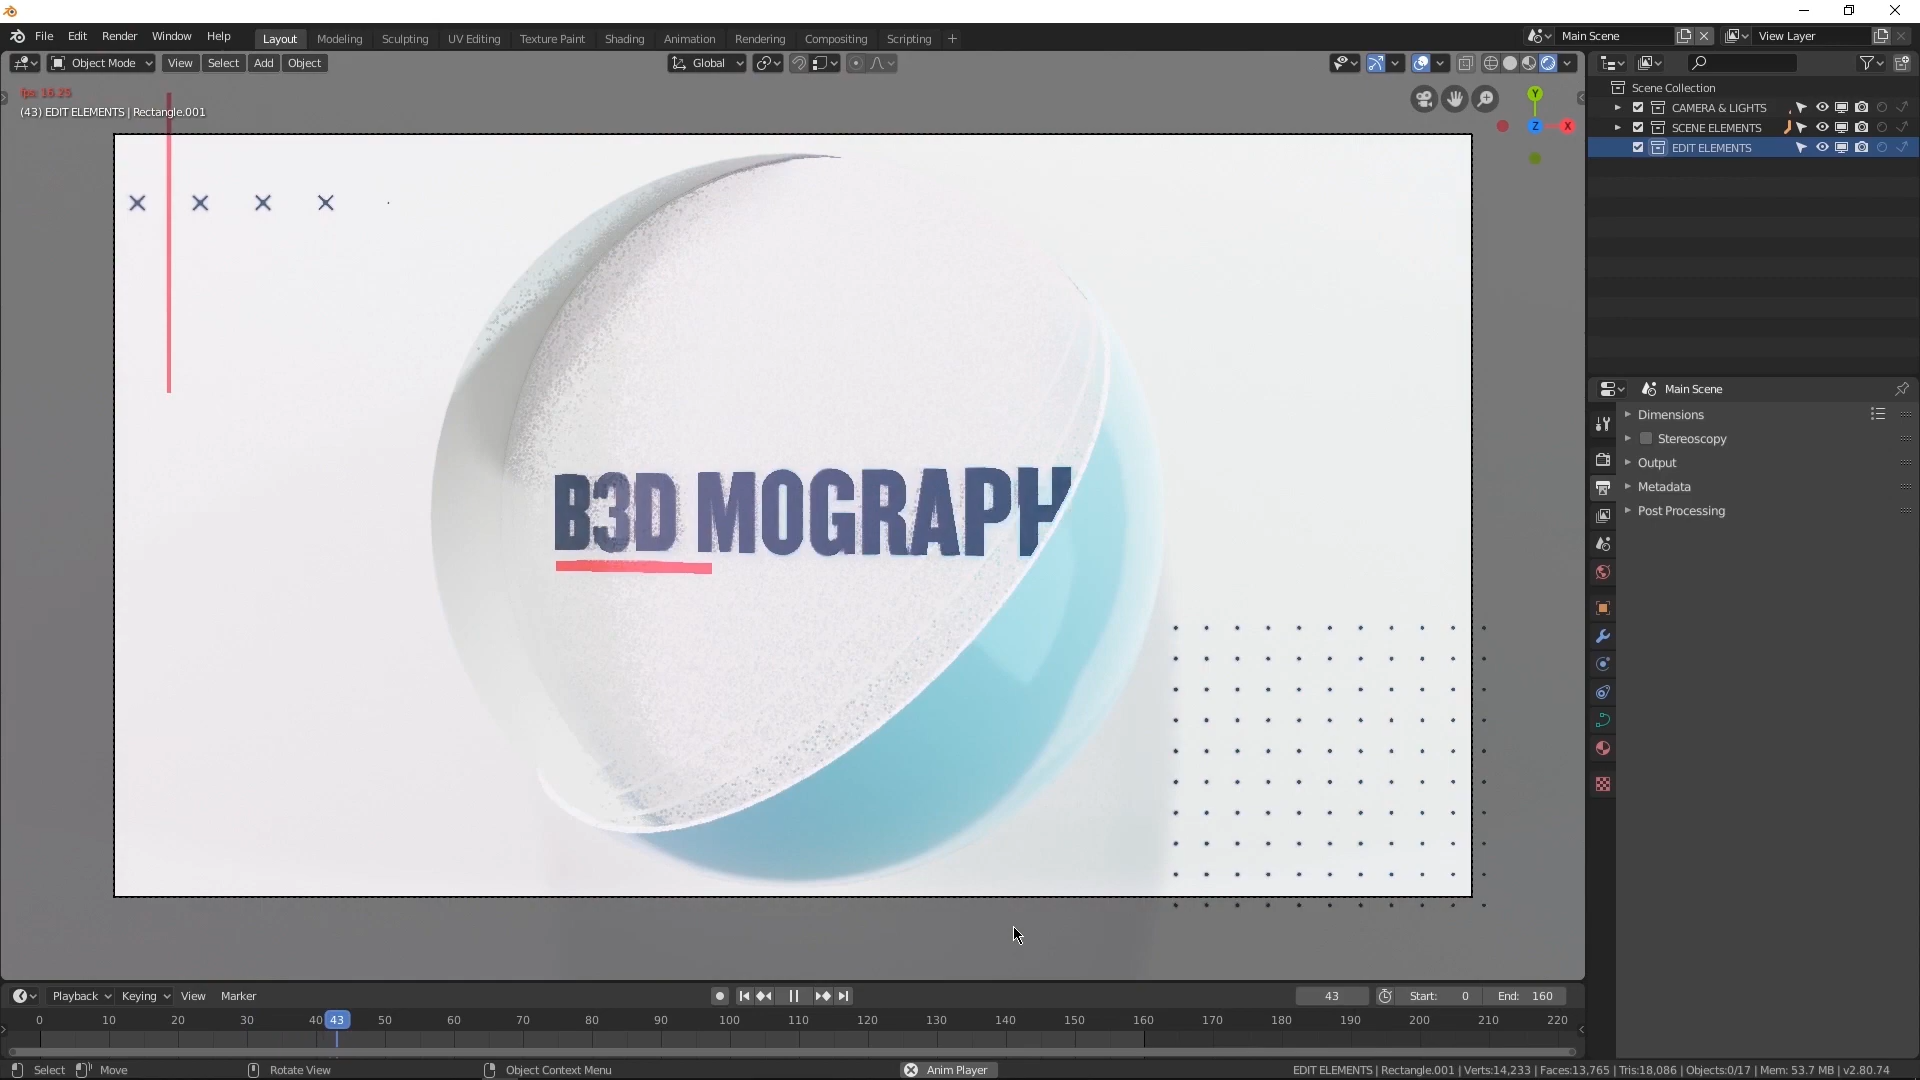 File Edit Render Window Help Layout Modeling Sculpting UV Editing Texture Paint Shading Animation Rendering Compositing Scripting + Main Scene View Layer
Object Mode View Select Add Object Global
fps: 16.25
(43) EDIT ELEMENTS | Rectangle.001
Y
Z X
B3D MOGRAPH
Scene Collection
CAMERA & LIGHTS
SCENE ELEMENTS
EDIT ELEMENTS
Main Scene
Dimensions
Stereoscopy
Output
Metadata
Post Processing
Playback Keying View Marker 43 Start: 0 End: 160
0 10 20 30 40 43 50 60 70 80 90 100 110 120 130 140 150 160 170 180 190 200 210 220
Select Move Rotate View Object Context Menu Anim Player EDIT ELEMENTS | Rectangle.001 | Verts:14,233 | Faces:13,765 | Tris:18,086 | Objects:0/17 | Mem: 53.7 MB | v2.80.74